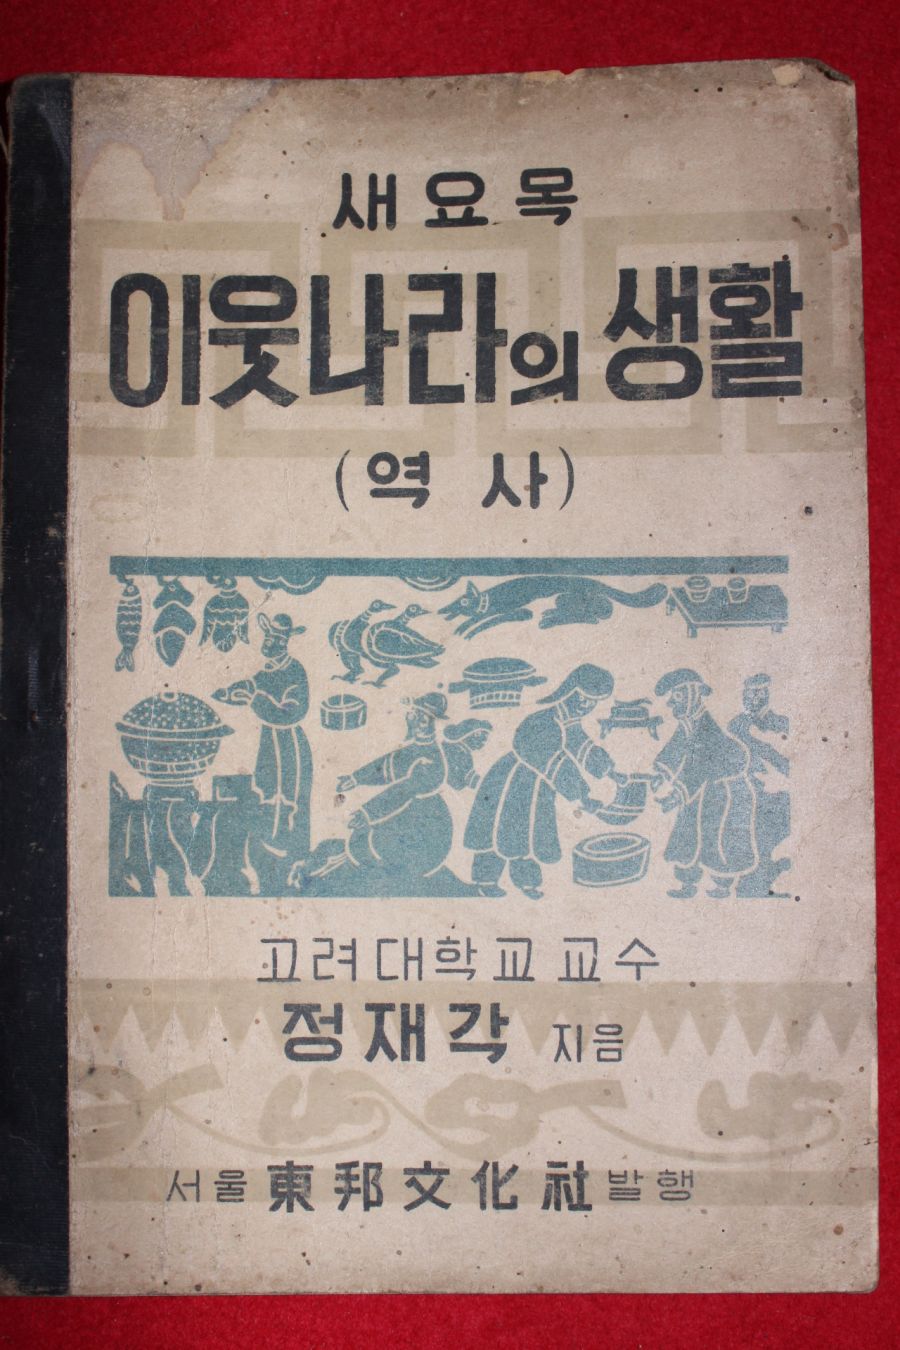 새요목
이웃나라의 생활
(역 사)
고려대학교 교수
정재각 지음
서울 東邦文化社 발행